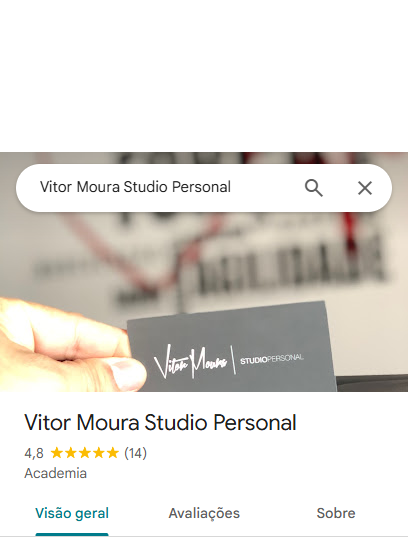 Vitor Moura Studio Personal
AGILIDADE
Vitor Moura | STUDIOPERSONAL
Vitor Moura Studio Personal
4,8 ★★★★★ (14)
Academia
Visão geral Avaliações Sobre